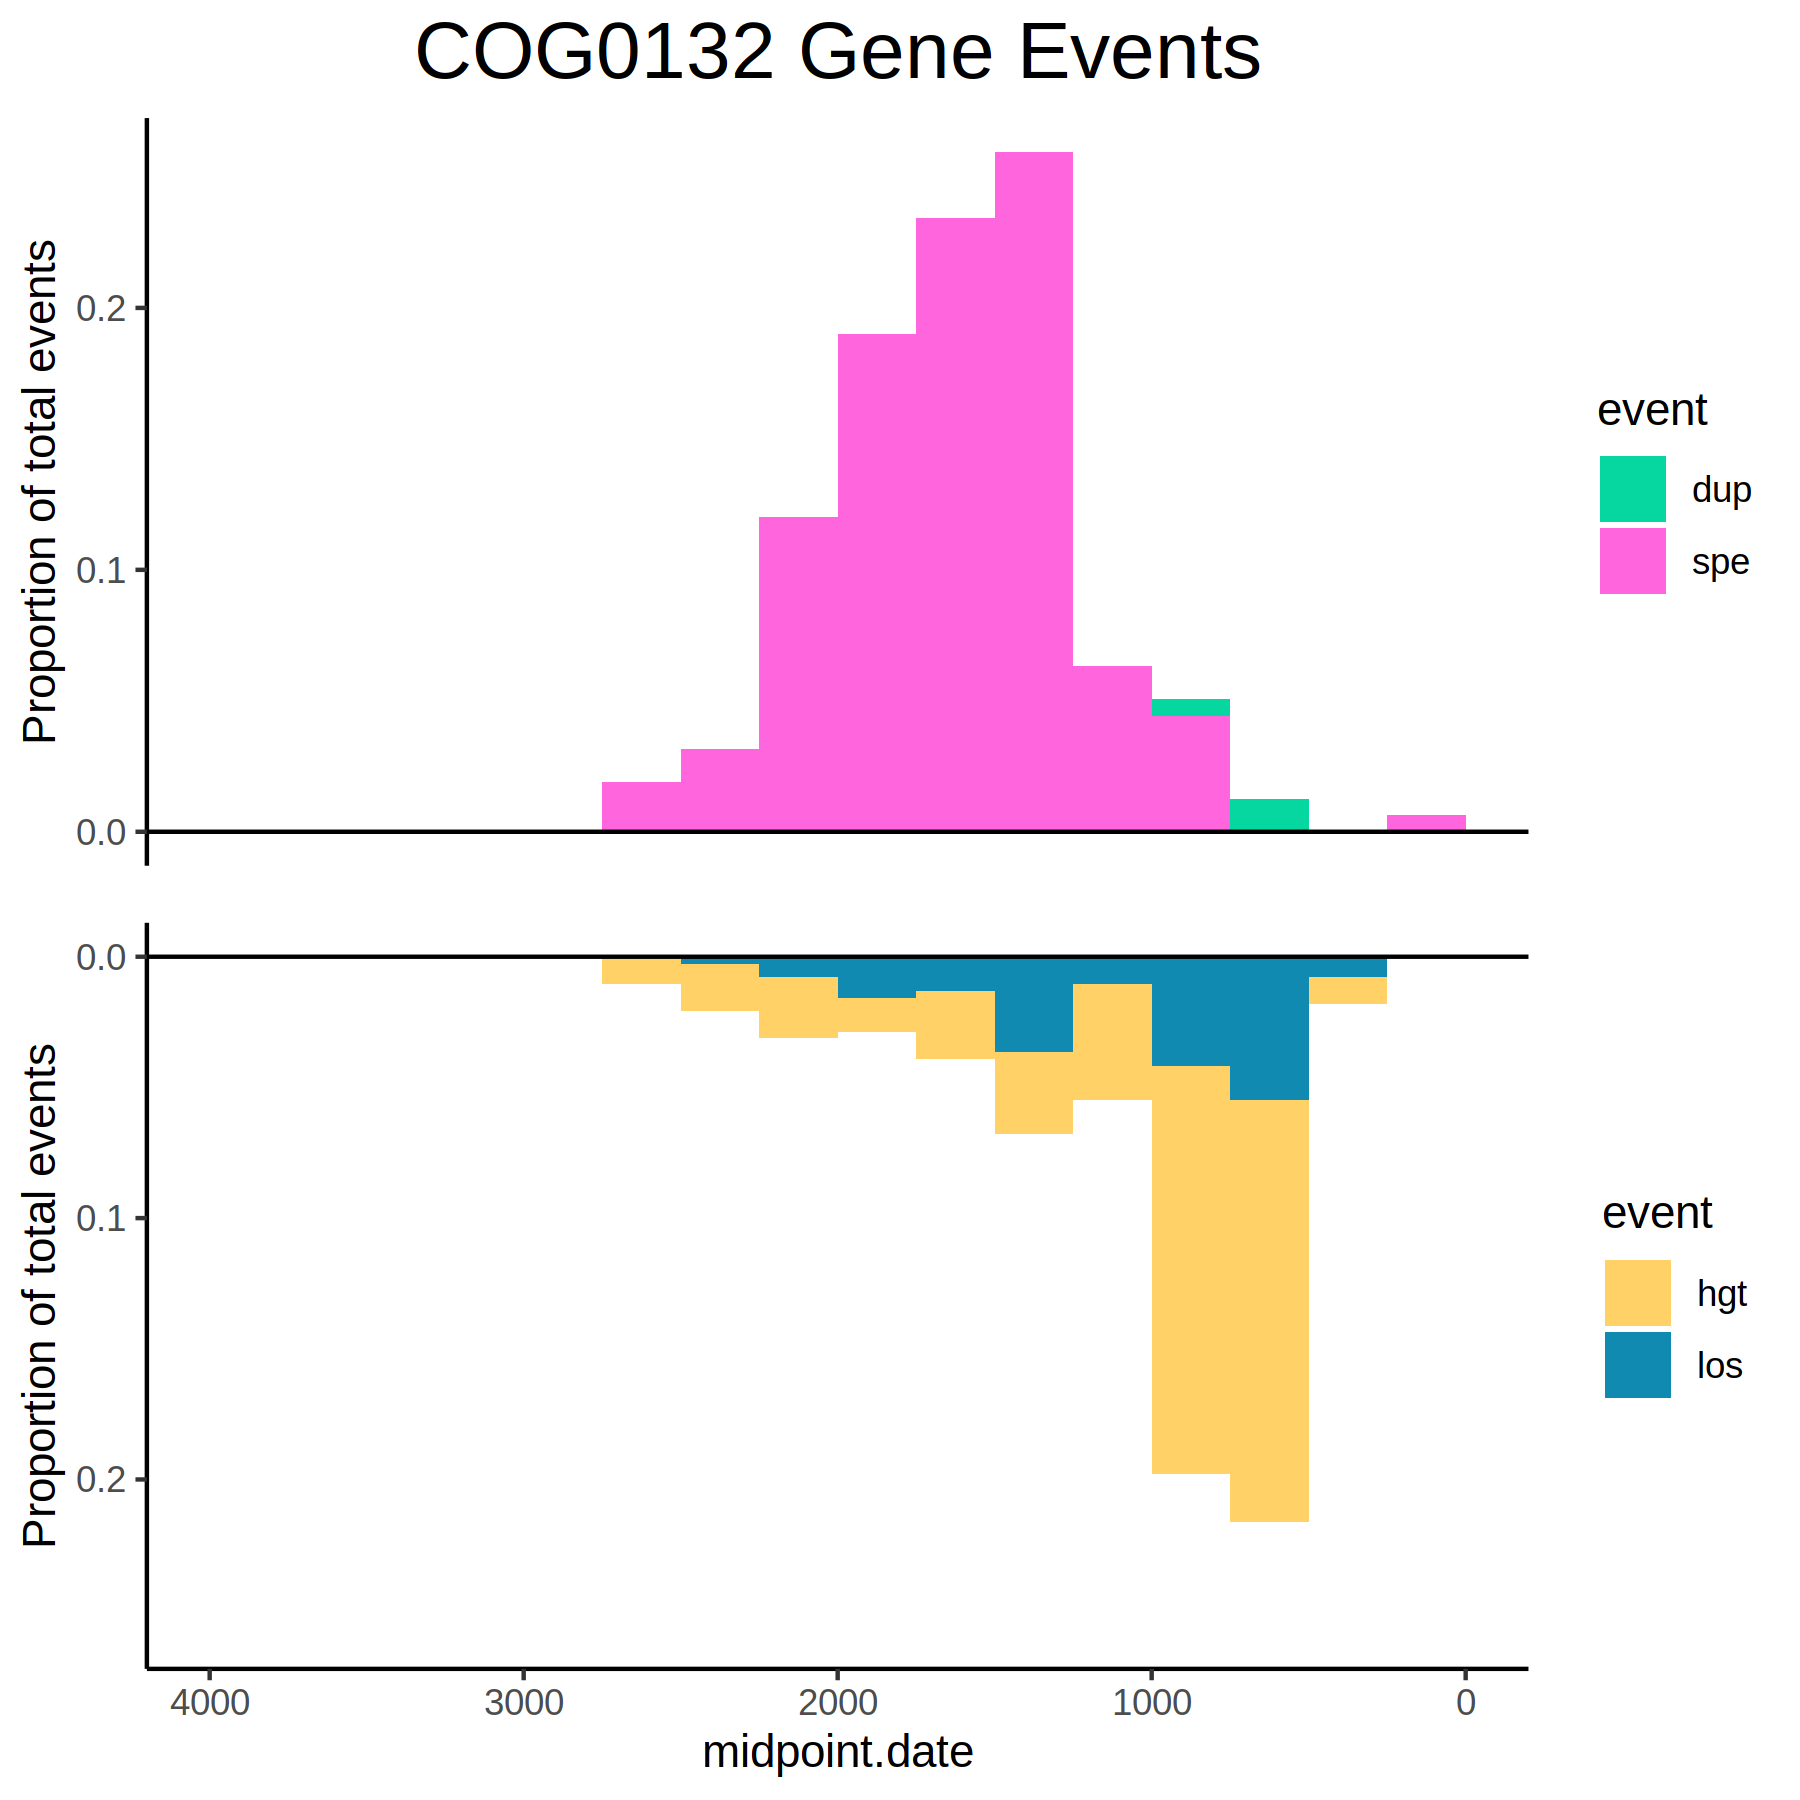 COG0132 Gene Events
Proportion of total events
0.2
0.1
0.0
event
dup
spe
Proportion of total events
0.0
0.1
0.2
event
hgt
los
4000 3000 2000 1000 0
midpoint.date